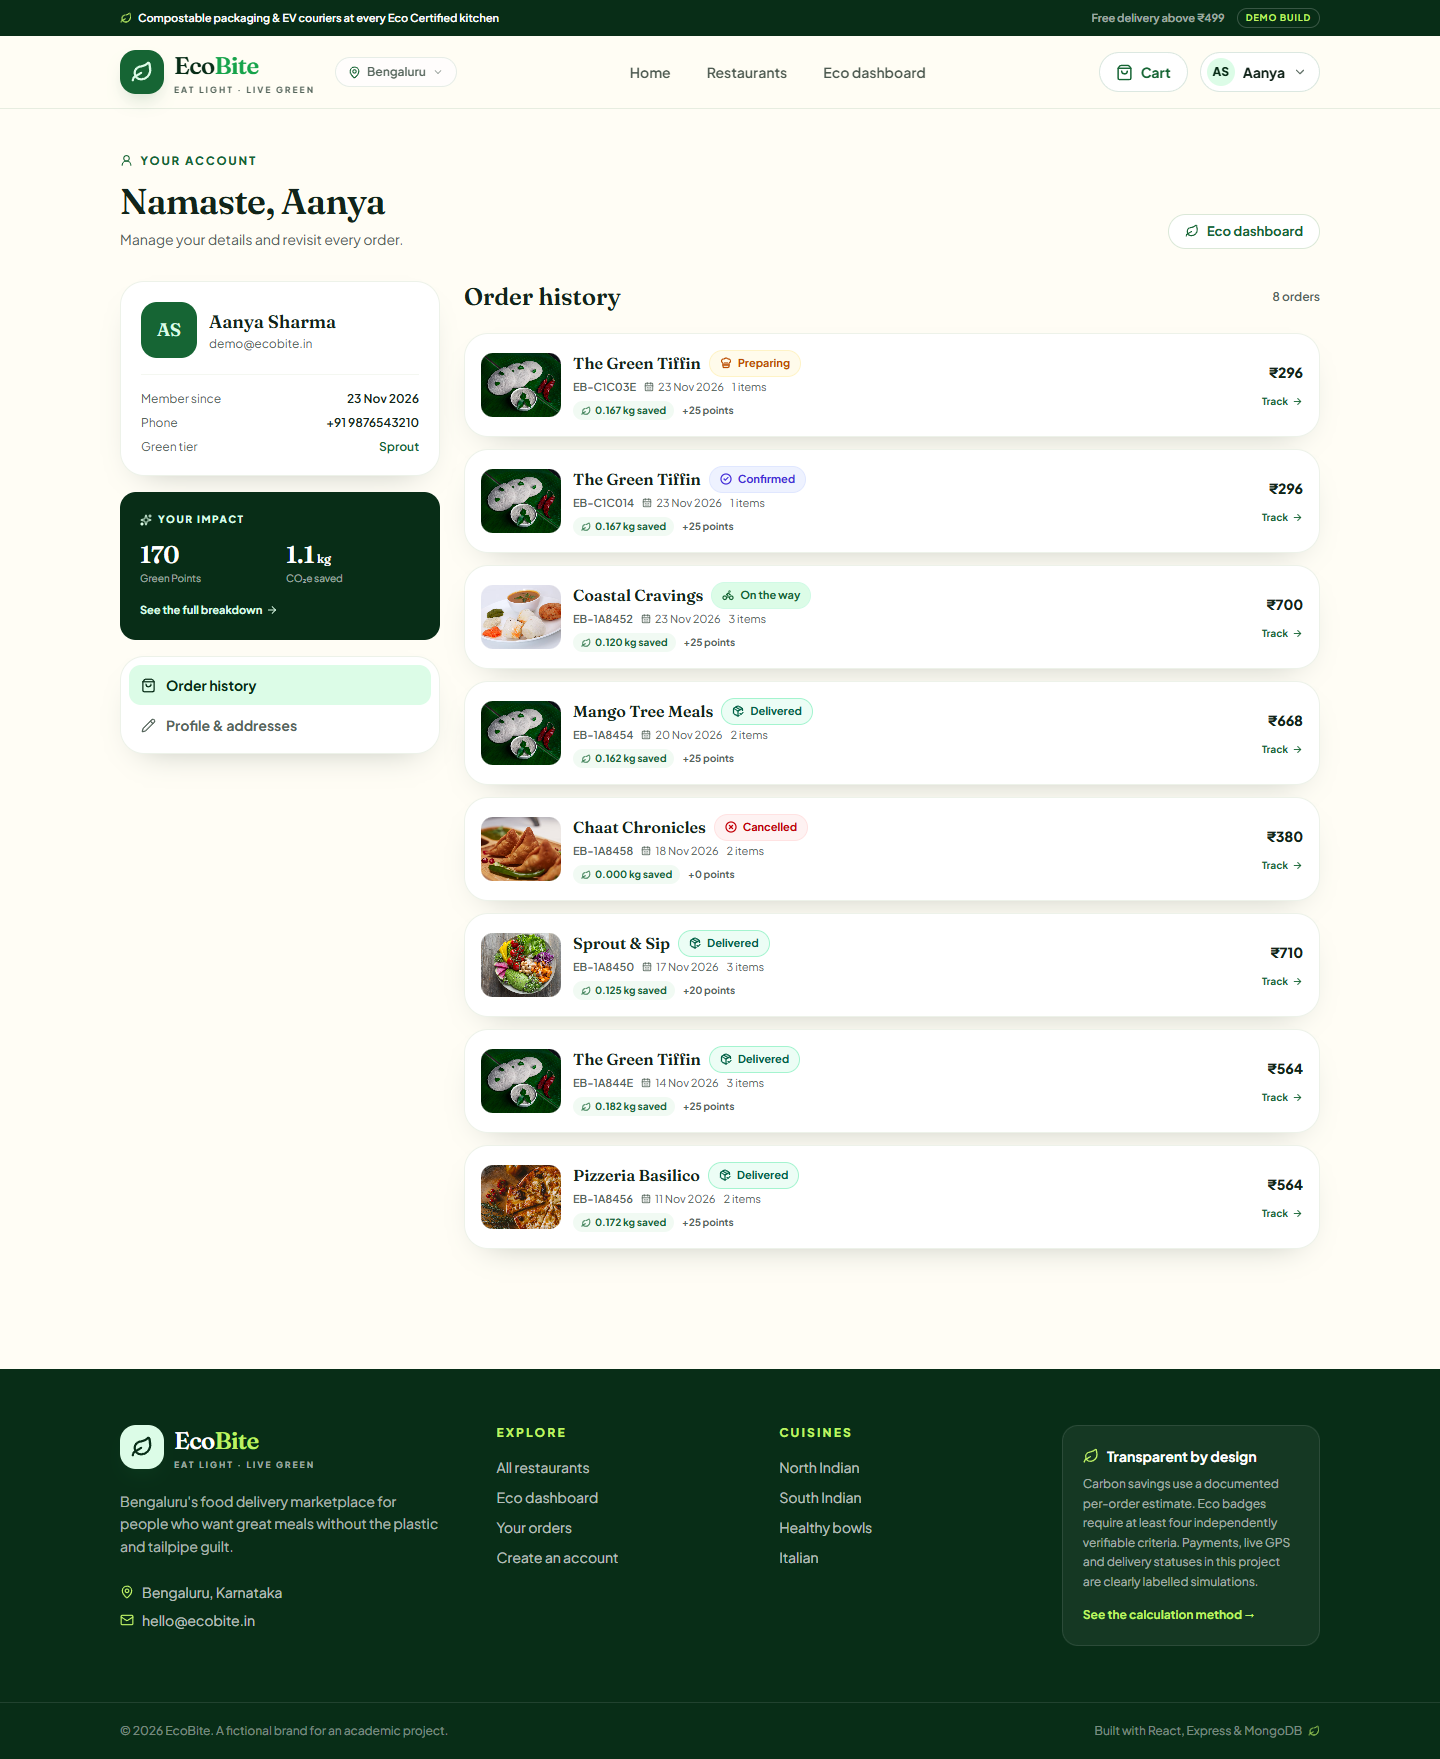 Compostable packaging & EV couriers at every Eco Certified kitchen
Free delivery above ₹499
DEMO BUILD
EcoBite
EAT LIGHT · LIVE GREEN
Bengaluru
Home
Restaurants
Eco dashboard
Cart
AS
Aanya
YOUR ACCOUNT
Namaste, Aanya
Manage your details and revisit every order.
Eco dashboard
AS
Aanya Sharma
demo@ecobite.in
Member since 23 Nov 2026
Phone +91 9876543210
Green tier Sprout
YOUR IMPACT
170 1.1 kg
Green Points CO₂e saved
See the full breakdown →
Order history
Profile & addresses
Order history
8 orders
The Green Tiffin Preparing
EB-C1C03E 23 Nov 2026 1 items
0.167 kg saved +25 points
₹296
Track →
The Green Tiffin Confirmed
EB-C1C014 23 Nov 2026 1 items
0.167 kg saved +25 points
₹296
Track →
Coastal Cravings On the way
EB-1A8452 23 Nov 2026 3 items
0.120 kg saved +25 points
₹700
Track →
Mango Tree Meals Delivered
EB-1A8454 20 Nov 2026 2 items
0.162 kg saved +25 points
₹668
Track →
Chaat Chronicles Cancelled
EB-1A8458 18 Nov 2026 2 items
0.000 kg saved +0 points
₹380
Track →
Sprout & Sip Delivered
EB-1A8450 17 Nov 2026 3 items
0.125 kg saved +20 points
₹710
Track →
The Green Tiffin Delivered
EB-1A844E 14 Nov 2026 3 items
0.182 kg saved +25 points
₹564
Track →
Pizzeria Basilico Delivered
EB-1A8456 11 Nov 2026 2 items
0.172 kg saved +25 points
₹564
Track →
EcoBite
EAT LIGHT · LIVE GREEN
Bengaluru's food delivery marketplace for
people who want great meals without the plastic
and tailpipe guilt.
Bengaluru, Karnataka
hello@ecobite.in
EXPLORE
All restaurants
Eco dashboard
Your orders
Create an account
CUISINES
North Indian
South Indian
Healthy bowls
Italian
Transparent by design
Carbon savings use a documented
per-order estimate. Eco badges
require at least four independently
verifiable criteria. Payments, live GPS
and delivery statuses in this project
are clearly labelled simulations.
See the calculation method →
© 2026 EcoBite. A fictional brand for an academic project.
Built with React, Express & MongoDB